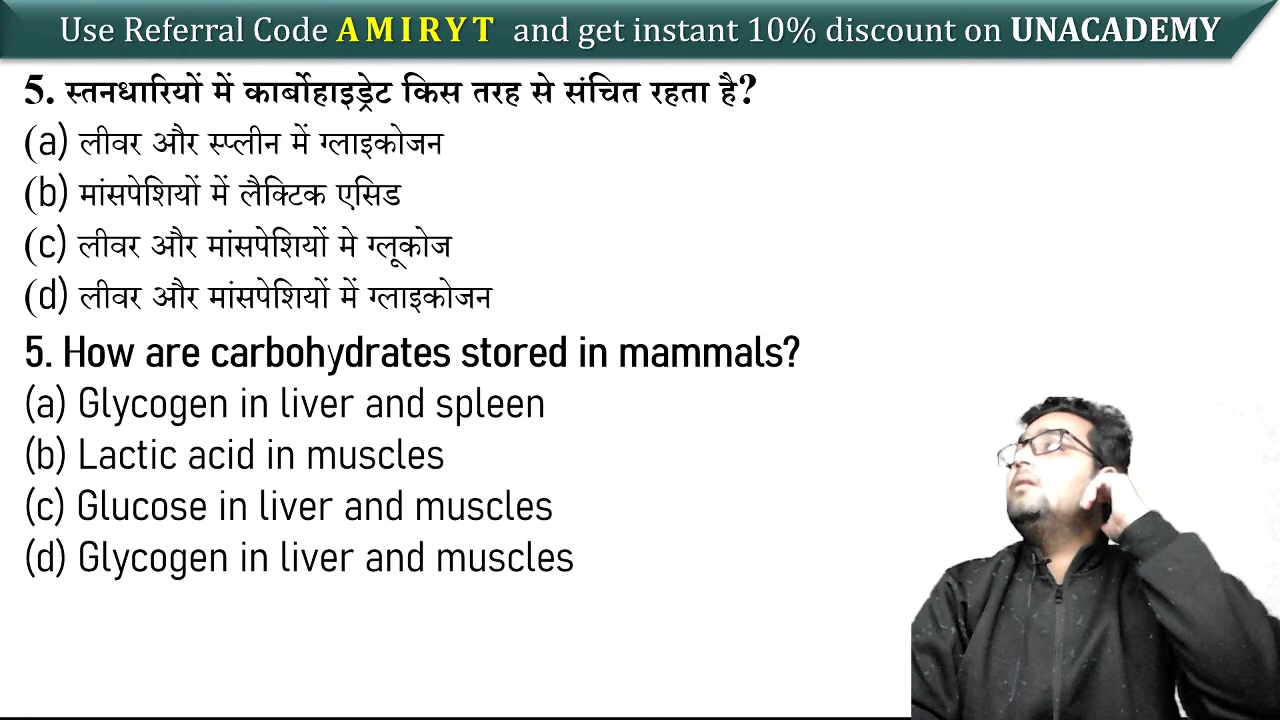 Use Referral Code A M I R Y T and get instant 10% discount on UNACADEMY
5. स्तनधारियों में कार्बोहाइड्रेट किस तरह से संचित रहता है?
(a) लीवर और स्प्लीन में ग्लाइकोजन
(b) मांसपेशियों में लैक्टिक एसिड
(c) लीवर और मांसपेशियों मे ग्लूकोज
(d) लीवर और मांसपेशियों में ग्लाइकोजन
5. How are carbohydrates stored in mammals?
(a) Glycogen in liver and spleen
(b) Lactic acid in muscles
(c) Glucose in liver and muscles
(d) Glycogen in liver and muscles